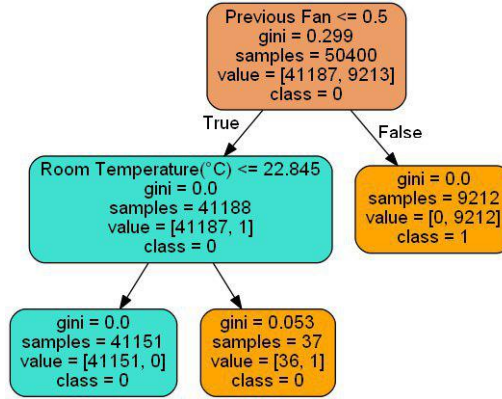 Previous Fan <= 0.5
gini = 0.299
samples = 50400
value = [41187, 9213]
class = 0
True
False
Room Temperature(°C) <= 22.845
gini = 0.0
samples = 41188
value = [41187, 1]
class = 0
gini = 0.0
samples = 9212
value = [0, 9212]
class = 1
gini = 0.0
samples = 41151
value = [41151, 0]
class = 0
gini = 0.053
samples = 37
value = [36, 1]
class = 0